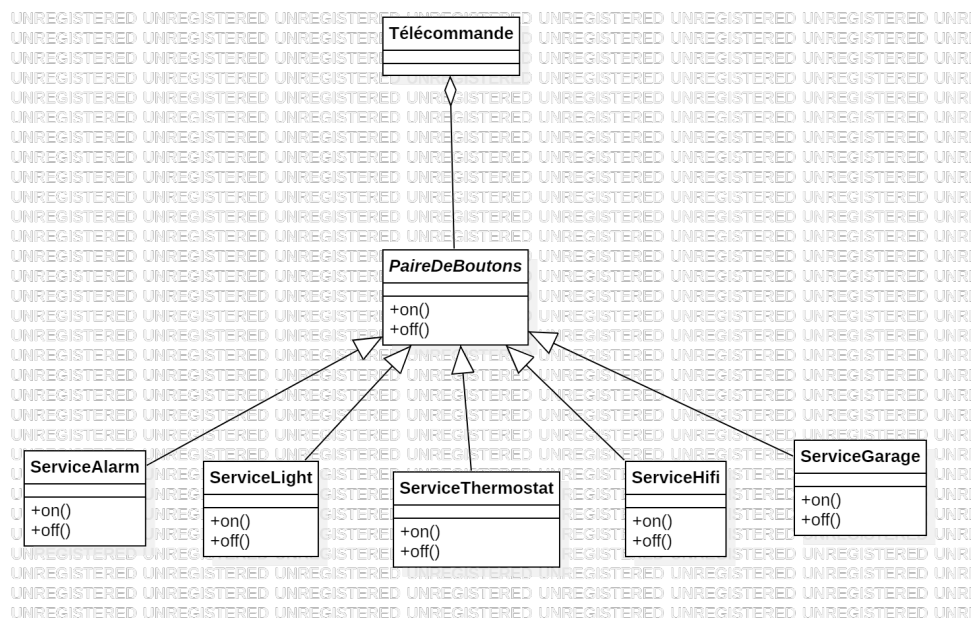 Télécommande
PaireDeBoutons
+on()
+off()
ServiceAlarm
+on()
+off()
ServiceLight
+on()
+off()
ServiceThermostat
+on()
+off()
ServiceHifi
+on()
+off()
ServiceGarage
+on()
+off()
UNREGISTERED